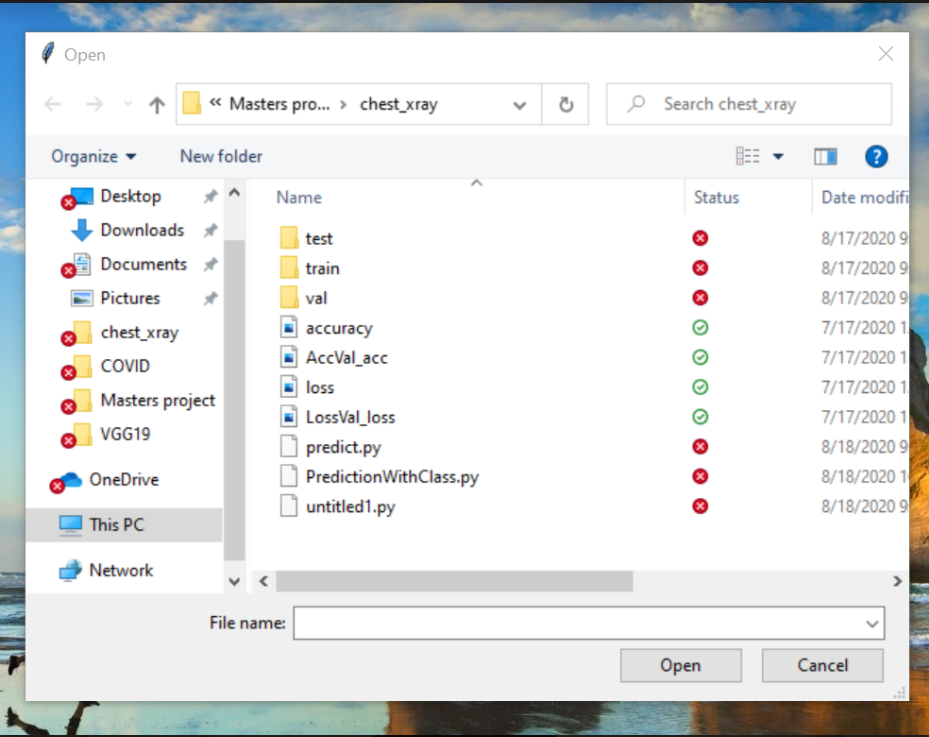 Open
« Masters pro... › chest_xray
Search chest_xray
Organize
New folder
?
Desktop
Downloads
Documents
Pictures
chest_xray
COVID
Masters project
VGG19
OneDrive
This PC
Network
Name Status Date modifi
test 8/17/2020 9
train 8/17/2020 9
val 8/17/2020 9
accuracy 7/17/2020 1
AccVal_acc 7/17/2020 1
loss 7/17/2020 1
LossVal_loss 7/17/2020 1
predict.py 8/18/2020 9
PredictionWithClass.py 8/18/2020 1
untitled1.py 8/18/2020 9
File name:
Open Cancel